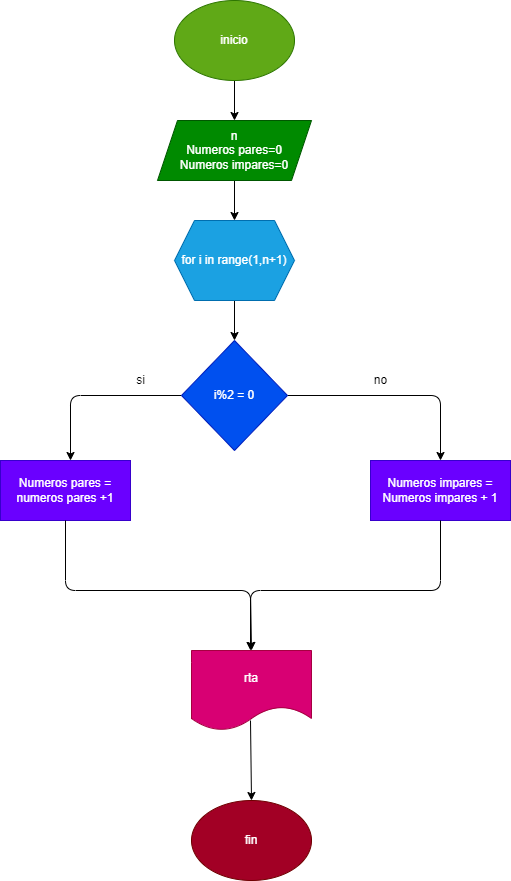 inicio
n
Numeros pares=0
Numeros impares=0
for i in range(1,n+1)
i%2 = 0
si
no
Numeros pares =
numeros pares +1
Numeros impares =
Numeros impares + 1
rta
fin